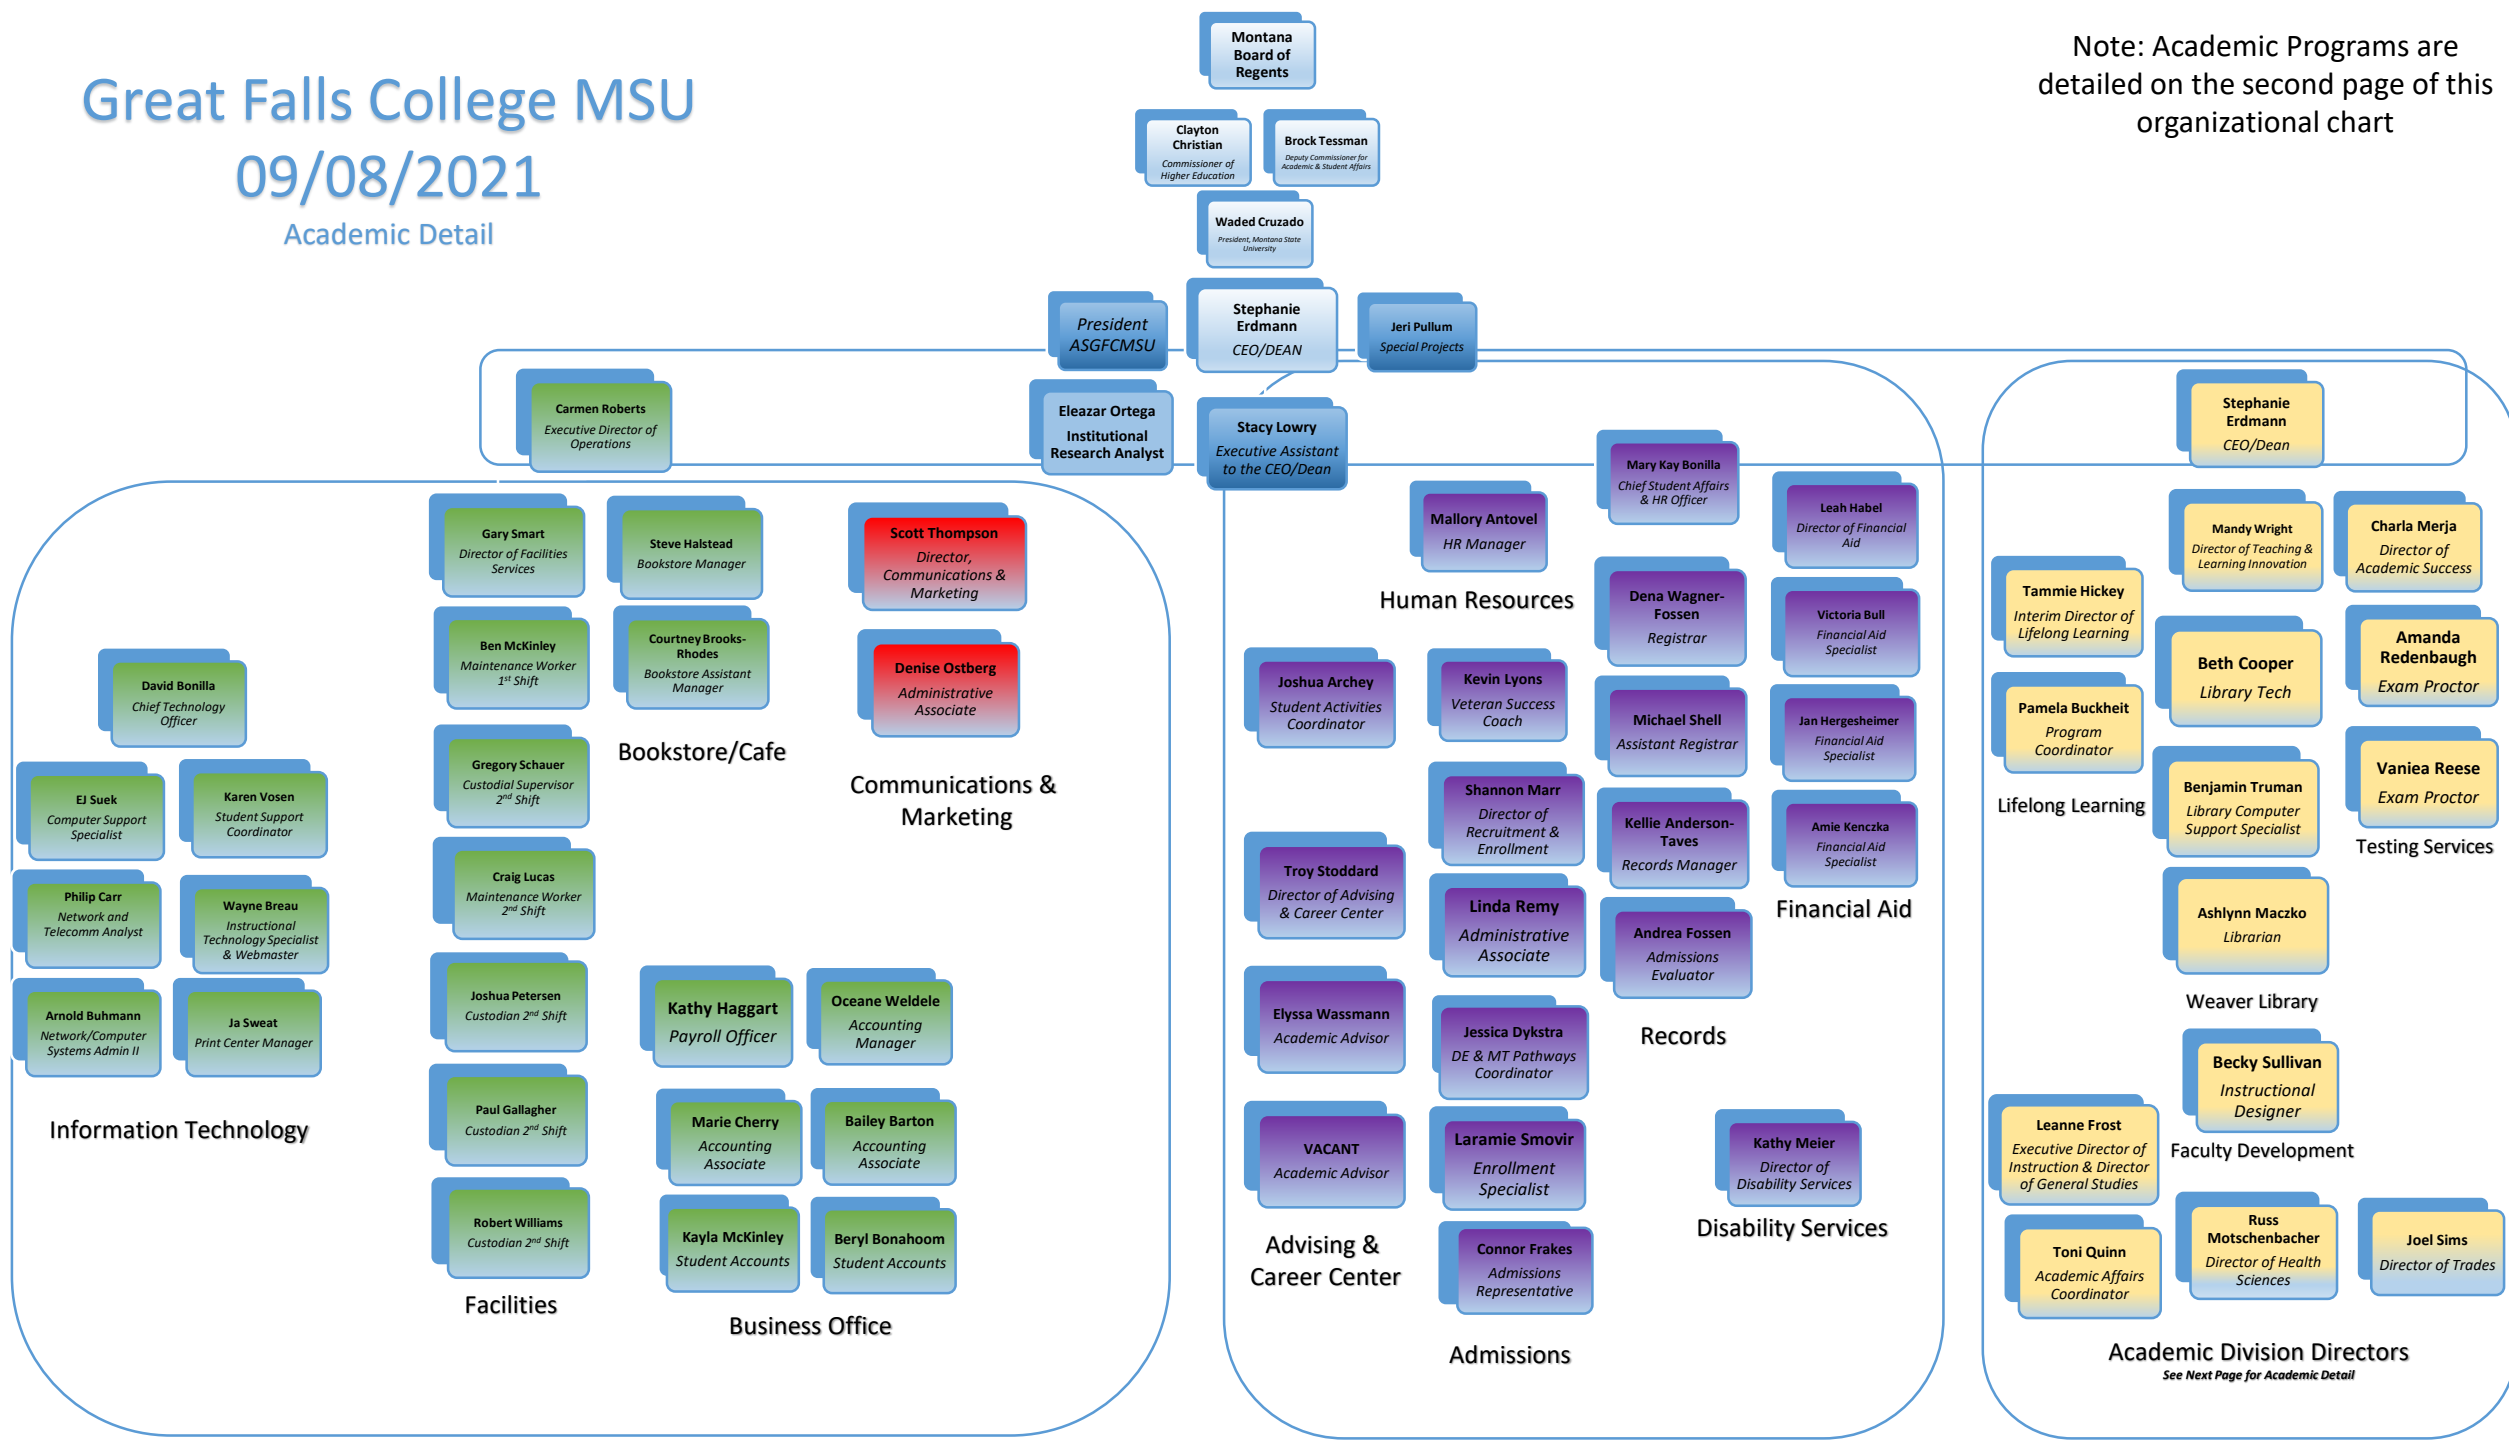 Great Falls College MSU
09/08/2021
Academic Detail
Note: Academic Programs are
detailed on the second page of this
organizational chart
Montana
Board of
Regents
Clayton
Christian
Commissioner of
Higher Education
Brock Tessman
Deputy Commissioner for
Academic & Student Affairs
Waded Cruzado
President, Montana State
University
President
ASGFCMSU
Stephanie
Erdmann
CEO/DEAN
Jeri Pullum
Special Projects
Carmen Roberts
Executive Director of
Operations
Eleazar Ortega
Institutional
Research Analyst
Stacy Lowry
Executive Assistant
to the CEO/Dean
Mary Kay Bonilla
Chief Student Affairs
& HR Officer
Stephanie
Erdmann
CEO/Dean
David Bonilla
Chief Technology
Officer
EJ Suek
Computer Support
Specialist
Karen Vosen
Student Support
Coordinator
Philip Carr
Network and
Telecomm Analyst
Wayne Breau
Instructional
Technology Specialist
& Webmaster
Arnold Buhmann
Network/Computer
Systems Admin II
Ja Sweat
Print Center Manager
Information Technology
Gary Smart
Director of Facilities
Services
Ben McKinley
Maintenance Worker
1st Shift
Gregory Schauer
Custodial Supervisor
2nd Shift
Craig Lucas
Maintenance Worker
2nd Shift
Joshua Petersen
Custodian 2nd Shift
Paul Gallagher
Custodian 2nd Shift
Robert Williams
Custodian 2nd Shift
Facilities
Steve Halstead
Bookstore Manager
Courtney Brooks-
Rhodes
Bookstore Assistant
Manager
Bookstore/Cafe
Scott Thompson
Director,
Communications &
Marketing
Denise Ostberg
Administrative
Associate
Communications &
Marketing
Kathy Haggart
Payroll Officer
Oceane Weldele
Accounting
Manager
Marie Cherry
Accounting
Associate
Bailey Barton
Accounting
Associate
Kayla McKinley
Student Accounts
Beryl Bonahoom
Student Accounts
Business Office
Mallory Antovel
HR Manager
Human Resources
Joshua Archey
Student Activities
Coordinator
Troy Stoddard
Director of Advising
& Career Center
Elyssa Wassmann
Academic Advisor
VACANT
Academic Advisor
Advising &
Career Center
Kevin Lyons
Veteran Success
Coach
Shannon Marr
Director of
Recruitment &
Enrollment
Linda Remy
Administrative
Associate
Jessica Dykstra
DE & MT Pathways
Coordinator
Laramie Smovir
Enrollment
Specialist
Connor Frakes
Admissions
Representative
Admissions
Dena Wagner-
Fossen
Registrar
Michael Shell
Assistant Registrar
Kellie Anderson-
Taves
Records Manager
Andrea Fossen
Admissions
Evaluator
Records
Leah Habel
Director of Financial
Aid
Victoria Bull
Financial Aid
Specialist
Jan Hergesheimer
Financial Aid
Specialist
Amie Kenczka
Financial Aid
Specialist
Financial Aid
Kathy Meier
Director of
Disability Services
Disability Services
Tammie Hickey
Interim Director of
Lifelong Learning
Pamela Buckheit
Program
Coordinator
Lifelong Learning
Mandy Wright
Director of Teaching &
Learning Innovation
Beth Cooper
Library Tech
Benjamin Truman
Library Computer
Support Specialist
Ashlynn Maczko
Librarian
Weaver Library
Charla Merja
Director of
Academic Success
Amanda
Redenbaugh
Exam Proctor
Vaniea Reese
Exam Proctor
Testing Services
Becky Sullivan
Instructional
Designer
Faculty Development
Leanne Frost
Executive Director of
Instruction & Director
of General Studies
Toni Quinn
Academic Affairs
Coordinator
Russ
Motschenbacher
Director of Health
Sciences
Joel Sims
Director of Trades
Academic Division Directors
See Next Page for Academic Detail